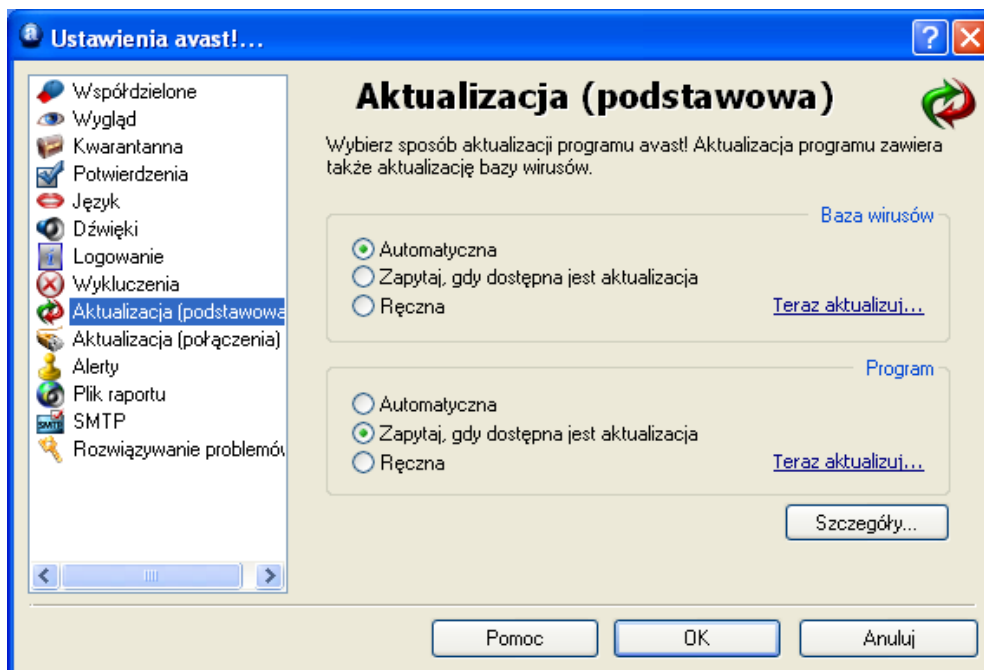 Ustawienia avast!...
Współdzielone
Wygląd
Kwarantanna
Potwierdzenia
Język
Dźwięki
Logowanie
Wykluczenia
Aktualizacja (podstawowa
Aktualizacja (połączenia)
Alerty
Plik raportu
SMTP
Rozwiązywanie problemów
Aktualizacja (podstawowa)
Wybierz sposób aktualizacji programu avast! Aktualizacja programu zawiera
także aktualizację bazy wirusów.
Baza wirusów
Automatyczna
Zapytaj, gdy dostępna jest aktualizacja
Ręczna
Teraz aktualizuj...
Program
Automatyczna
Zapytaj, gdy dostępna jest aktualizacja
Ręczna
Teraz aktualizuj...
Szczegóły...
Pomoc
OK
Anuluj